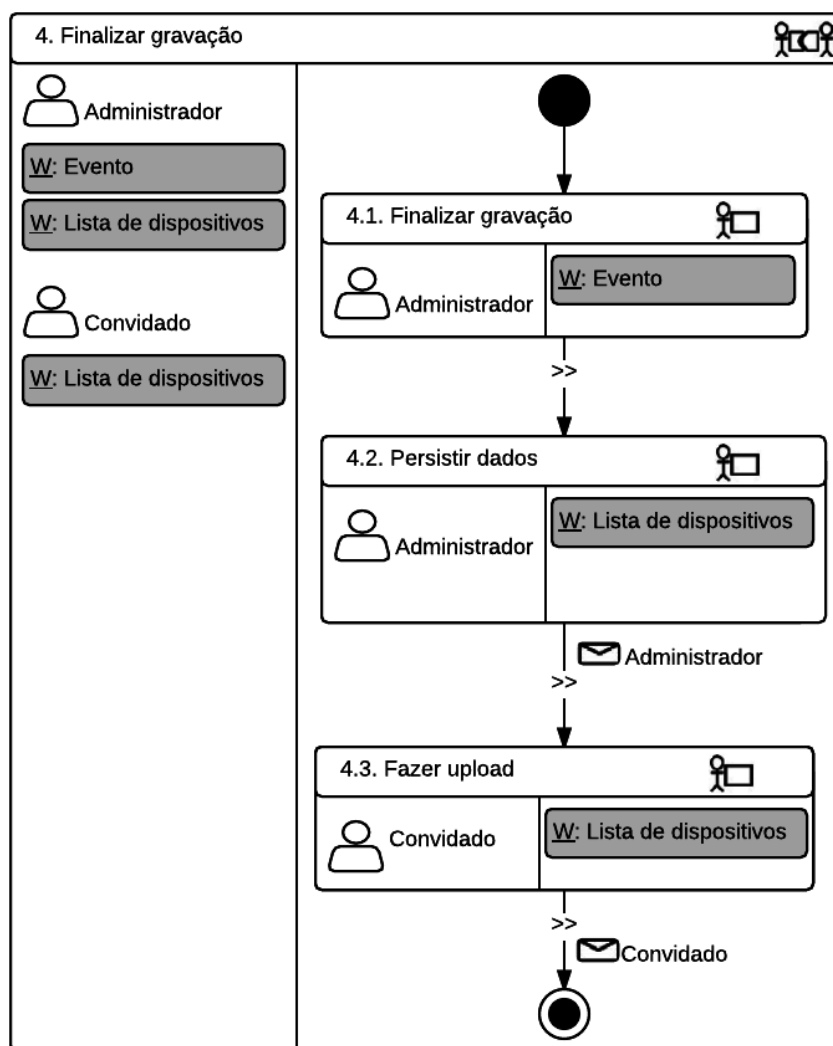 4. Finalizar gravação
Administrador
W: Evento
W: Lista de dispositivos
Convidado
W: Lista de dispositivos
4.1. Finalizar gravação
Administrador
W: Evento
>>
4.2. Persistir dados
Administrador
W: Lista de dispositivos
Administrador
>>
4.3. Fazer upload
Convidado
W: Lista de dispositivos
>>
Convidado